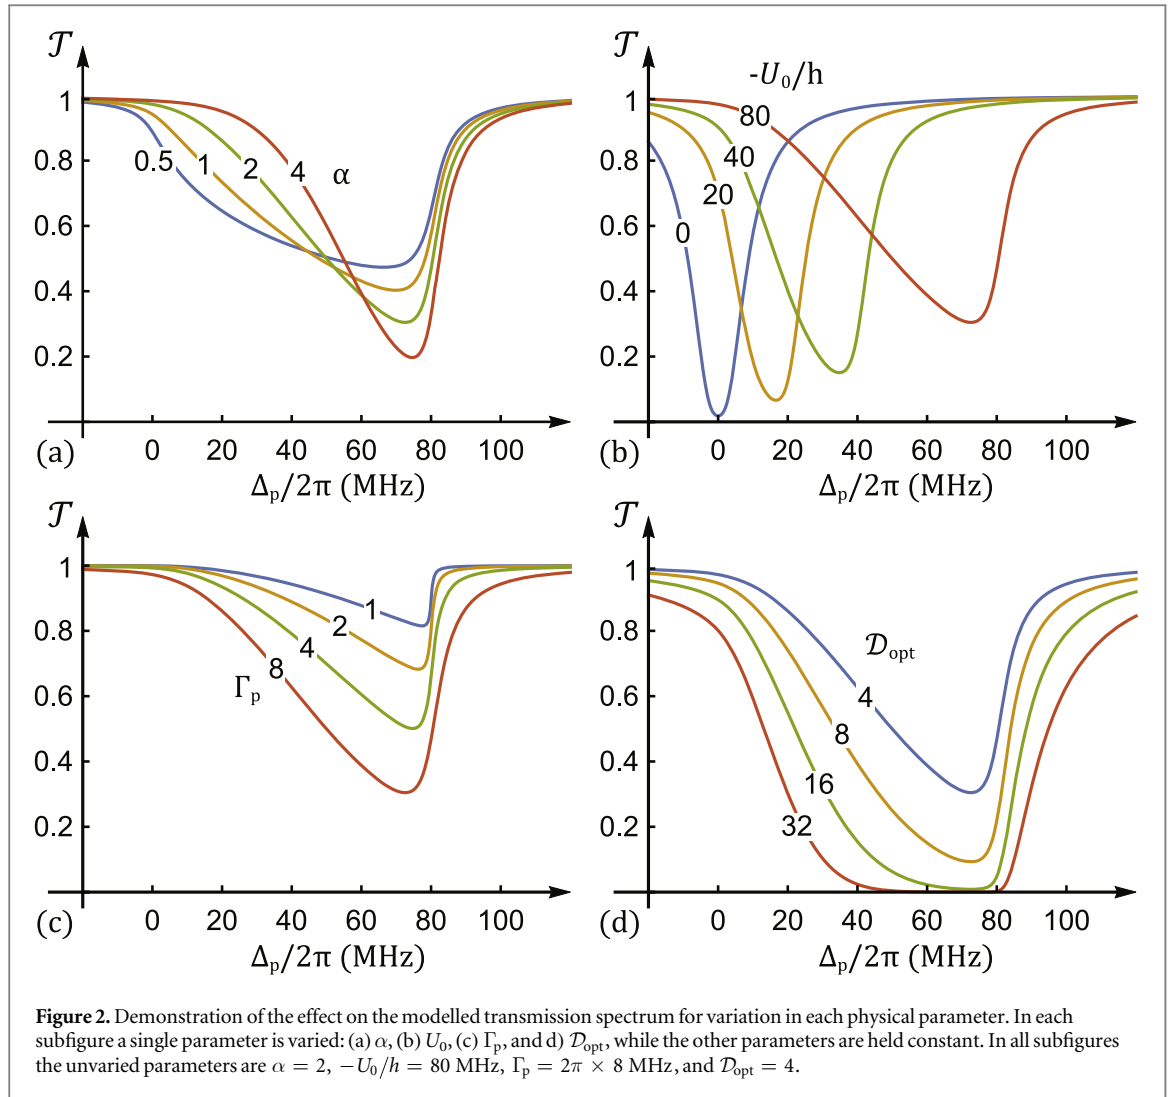 𝒯
1
0.8
0.6
0.4
0.2
0.5
1
2
4
α
(a)
0 20 40 60 80 100
Δp/2π (MHz)
𝒯
-U0/h
1
0.8
0.6
0.4
0.2
80
40
20
0
(b)
0 20 40 60 80 100
Δp/2π (MHz)
𝒯
1
0.8
0.6
0.4
0.2
1
2
4
8
Γp
(c)
0 20 40 60 80 100
Δp/2π (MHz)
𝒯
1
0.8
0.6
0.4
0.2
𝒟opt
4
8
16
32
(d)
0 20 40 60 80 100
Δp/2π (MHz)
Figure 2. Demonstration of the effect on the modelled transmission spectrum for variation in each physical parameter. In each
subfigure a single parameter is varied: (a) α, (b) U0, (c) Γp, and d) 𝒟opt, while the other parameters are held constant. In all subfigures
the unvaried parameters are α = 2, −U0/h = 80 MHz, Γp = 2π × 8 MHz, and 𝒟opt = 4.